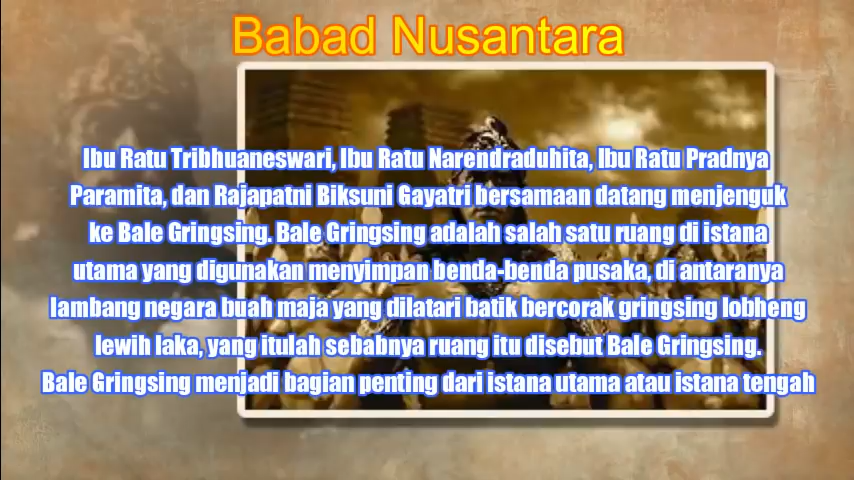 Babad Nusantara
Ibu Ratu Tribhuaneswari, Ibu Ratu Narendraduhita, Ibu Ratu Pradnya
Paramita, dan Rajapatni Biksuni Gayatri bersamaan datang menjenguk
ke Bale Gringsing. Bale Gringsing adalah salah satu ruang di istana
utama yang digunakan menyimpan benda-benda pusaka, di antaranya
lambang negara buah maja yang dilatari batik bercorak gringsing lobheng
lewih laka, yang itulah sebabnya ruang itu disebut Bale Gringsing.
Bale Gringsing menjadi bagian penting dari istana utama atau istana tengah